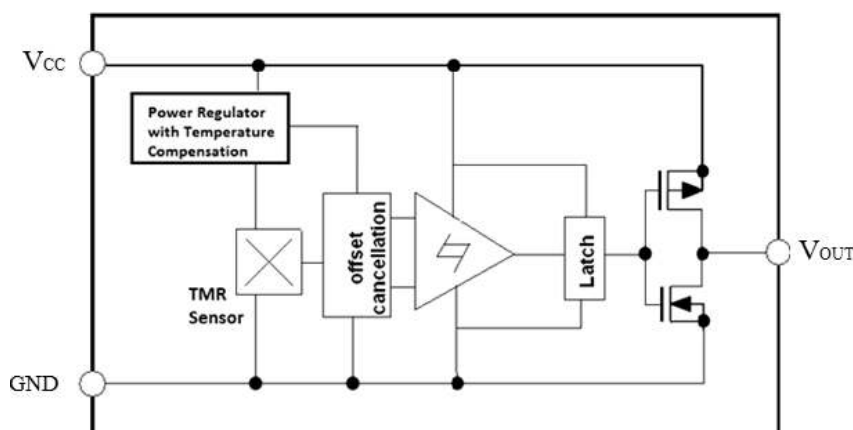 VCC
Power Regulator
with Temperature
Compensation
offset
cancellation
Latch
VOUT
TMR
Sensor
GND